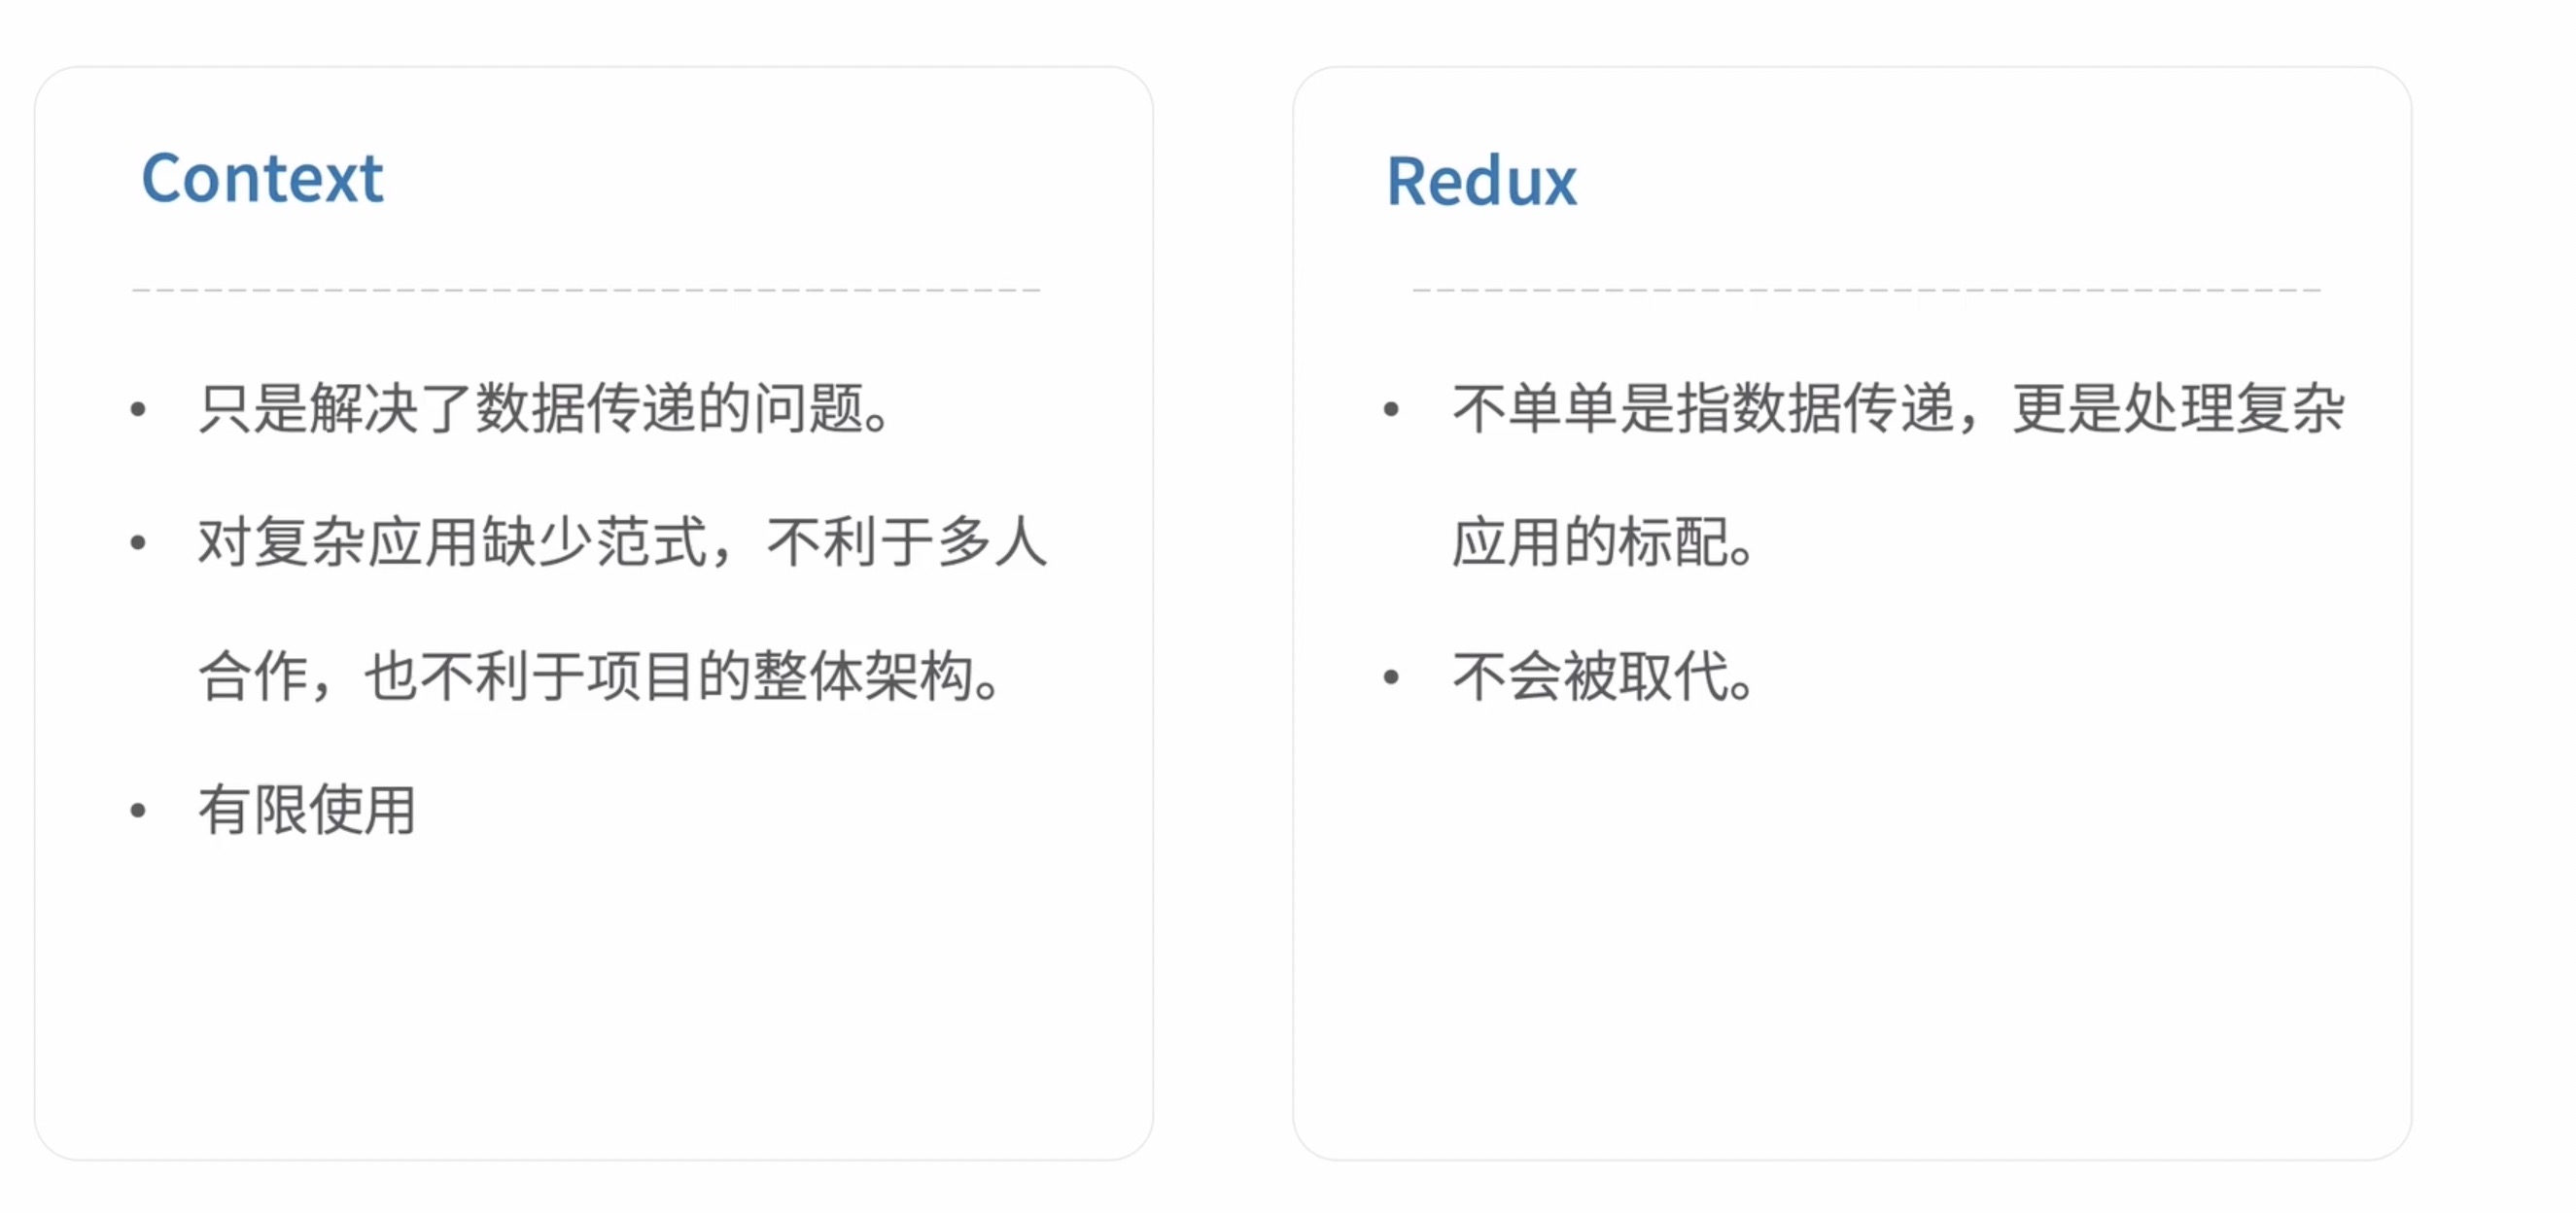 Context
• 只是解决了数据传递的问题。
• 对复杂应用缺少范式，不利于多人
合作，也不利于项目的整体架构。
• 有限使用
Redux
• 不单单是指数据传递，更是处理复杂
应用的标配。
• 不会被取代。